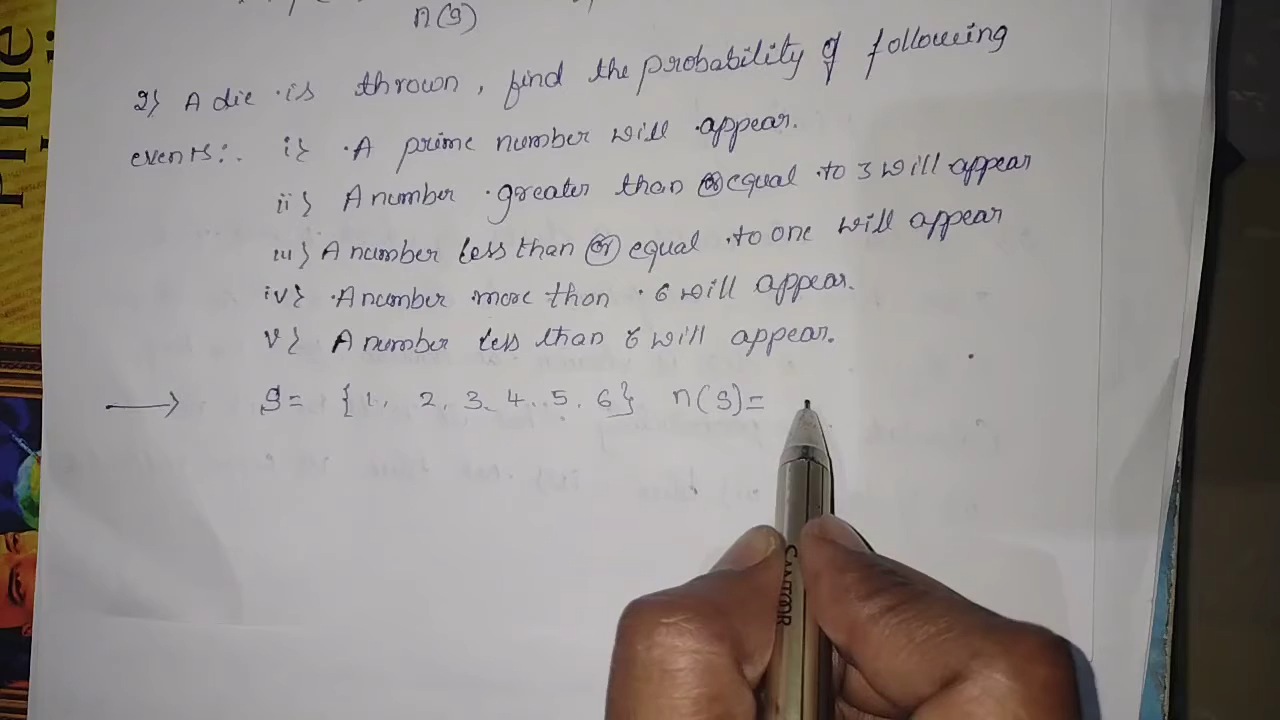 n(S)
2} A die is thrown, find the probability of following
events:. i} A prime number will appear.
ii} A number greater than or equal to 3 will appear
iii} A number less than or equal to one will appear
iv} A number more than 6 will appear.
v} A number less than 6 will appear.
S = {1, 2, 3, 4, 5, 6} n(S) =
CANTOOR